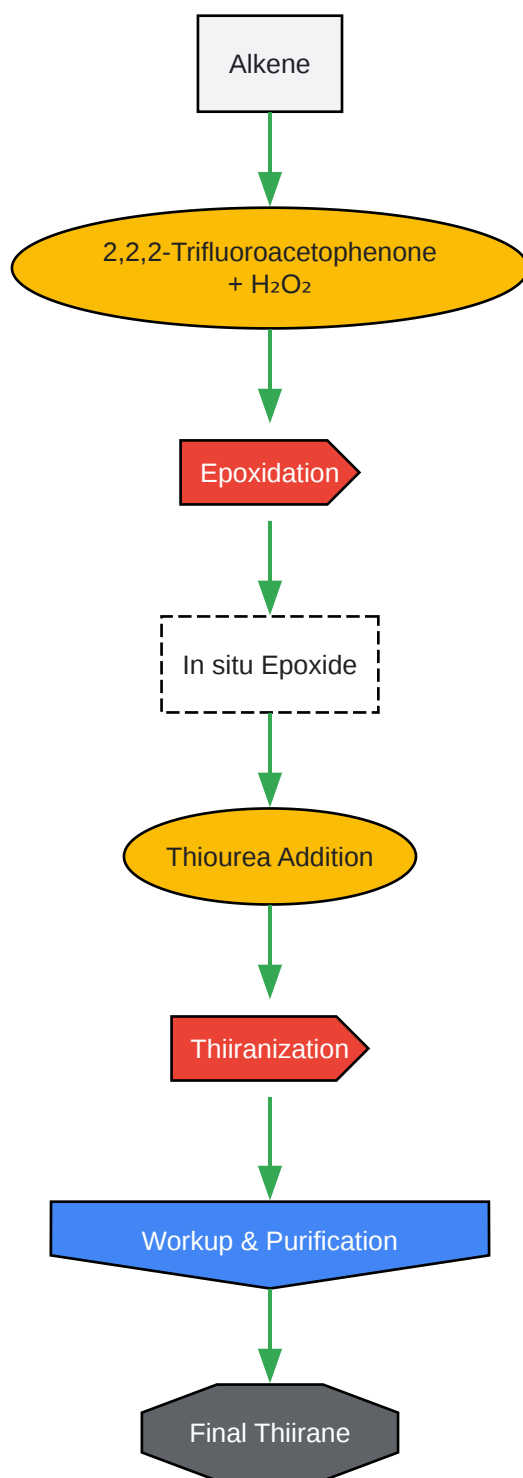 Alkene
2,2,2-Trifluoroacetophenone
+ H₂O₂
Epoxidation
In situ Epoxide
Thiourea Addition
Thiiranization
Workup & Purification
Final Thiirane